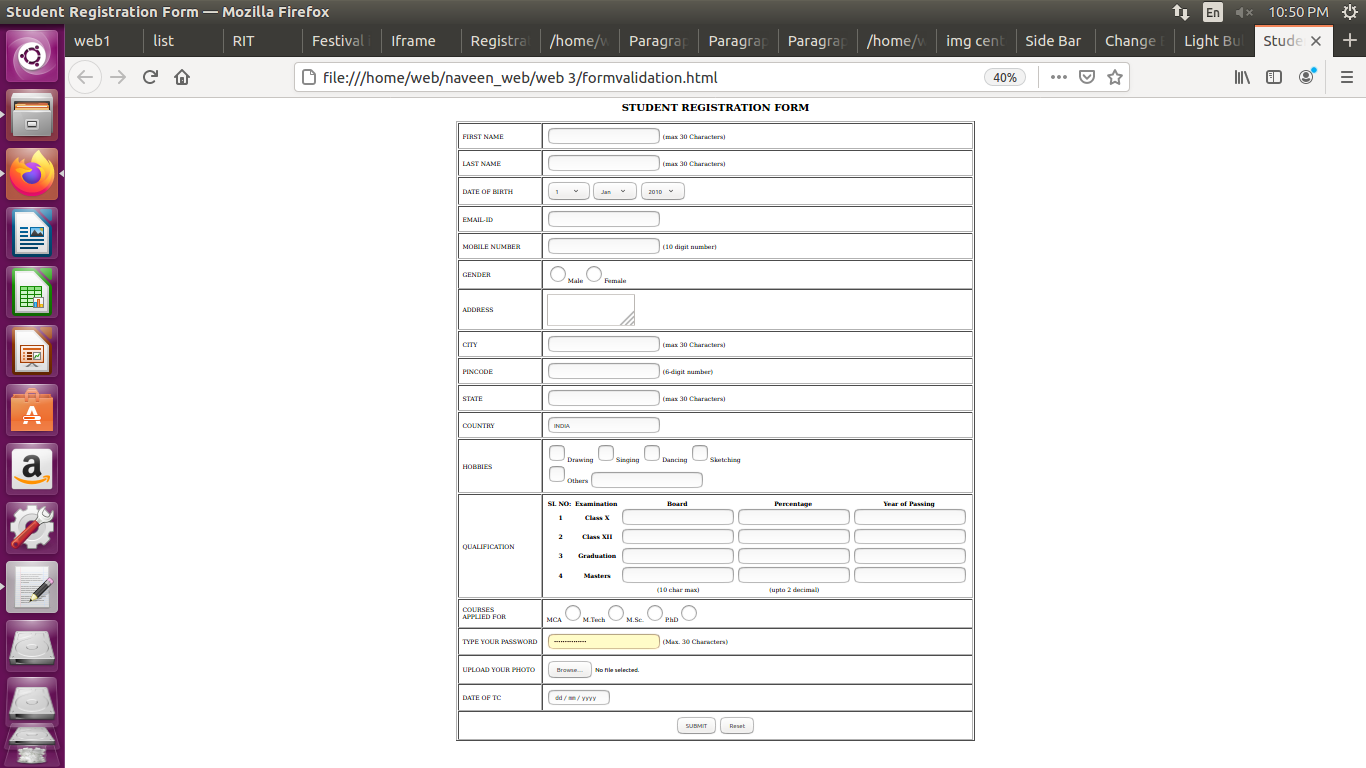 Student Registration Form — Mozilla Firefox En 10:50 PM
web1 list RIT Festival Iframe Registra /home/w Paragrap Paragrap Paragrap /home/w img cent Side Bar Change Light Bu Stude
file:///home/web/naveen_web/web 3/formvalidation.html 40%
STUDENT REGISTRATION FORM
FIRST NAME (max 30 Characters)
LAST NAME (max 30 Characters)
DATE OF BIRTH 1 Jan 2010
EMAIL-ID
MOBILE NUMBER (10 digit number)
GENDER Male Female
ADDRESS
CITY (max 30 Characters)
PINCODE (6-digit number)
STATE (max 30 Characters)
COUNTRY INDIA
HOBBIES Drawing Singing Dancing Sketching
Others
QUALIFICATION
SL NO: Examination Board Percentage Year of Passing
1 Class X
2 Class XII
3 Graduation
4 Masters
(10 char max) (upto 2 decimal)
COURSES
APPLIED FOR
MCA M.Tech M.Sc. P.hD
TYPE YOUR PASSWORD (Max. 30 Characters)
UPLOAD YOUR PHOTO Browse... No file selected.
DATE OF TC dd / mm / yyyy
SUBMIT Reset